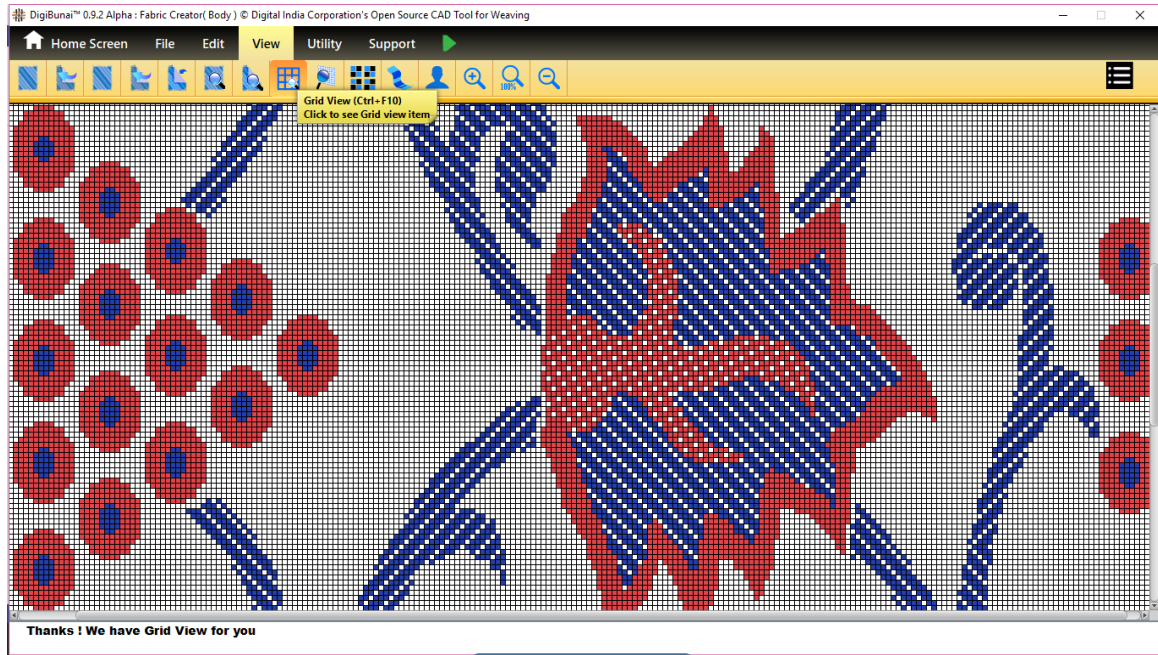 DigiBunai™ 0.9.2 Alpha : Fabric Creator( Body ) © Digital India Corporation's Open Source CAD Tool for Weaving
Home Screen File Edit View Utility Support
100%
Grid View (Ctrl+F10)
Click to see Grid view item
Thanks ! We have Grid View for you